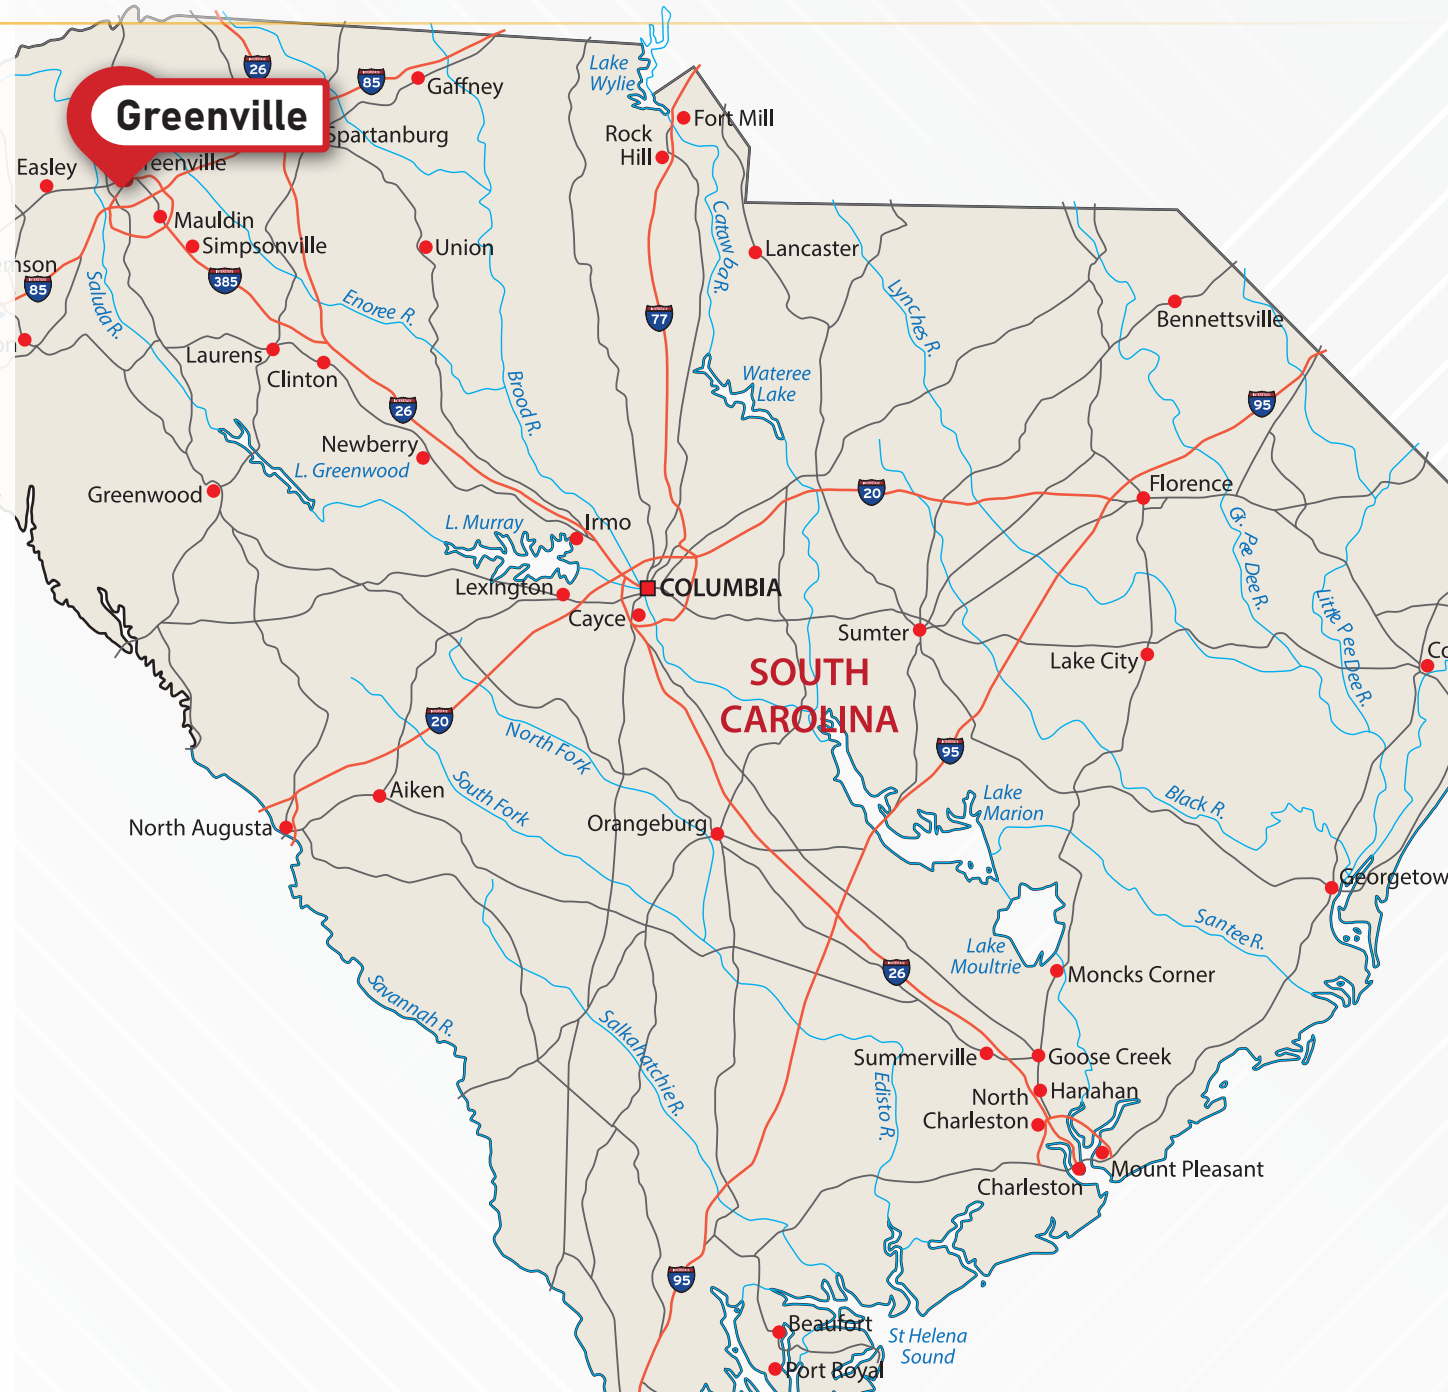 26
85
Gaffney
Lake
Wylie
Greenville
Fort Mill
Spartanburg
Rock
Hill
Easley
Mauldin
Simpsonville
Union
Catawba R.
Lancaster
85
385
Saluda R.
Enoree R.
77
Lynches R.
Bennettsville
Laurens
Clinton
Wateree
Lake
Brood R.
26
95
Newberry
L. Greenwood
Greenwood
20
Florence
L. Murray
Irmo
Gr. Pee Dee R.
Lexington
COLUMBIA
Cayce
Sumter
Little Pee Dee R.
Lake City
SOUTH
CAROLINA
20
North Fork
95
South Fork
Aiken
Lake
Marion
Black R.
North Augusta
Orangeburg
Georgetow
Santee R.
Lake
Moultrie
26
Moncks Corner
Savannah R.
Salkahatchie R.
Summerville
Goose Creek
Edisto R.
Hanahan
North
Charleston
Mount Pleasant
Charleston
95
Beaufort
St Helena
Sound
Port Royal